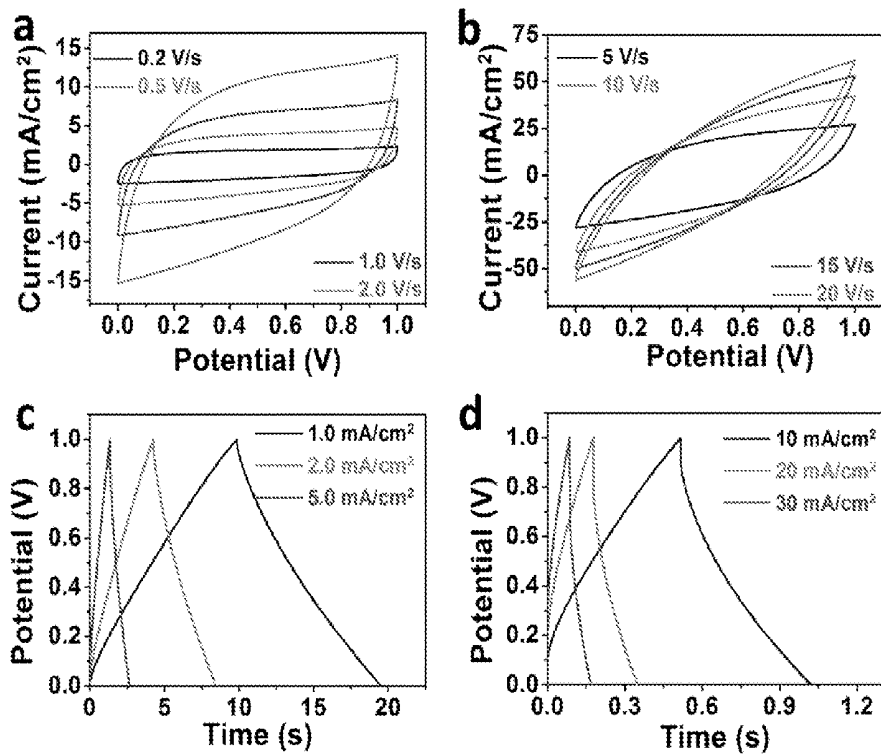 a
Current (mA/cm²)
15
10
5
0
-5
-10
-15
0.2 V/s
0.5 V/s
1.0 V/s
2.0 V/s
0.0 0.2 0.4 0.6 0.8 1.0
Potential (V)
b
Current (mA/cm²)
75
50
25
0
-25
-50
5 V/s
10 V/s
15 V/s
20 V/s
0.0 0.2 0.4 0.6 0.8 1.0
Potential (V)
c
Potential (V)
1.0
0.8
0.6
0.4
0.2
0.0
1.0 mA/cm²
2.0 mA/cm²
5.0 mA/cm²
0 5 10 15 20
Time (s)
d
Potential (V)
1.0
0.8
0.6
0.4
0.2
0.0
10 mA/cm²
20 mA/cm²
30 mA/cm²
0.0 0.3 0.6 0.9 1.2
Time (s)